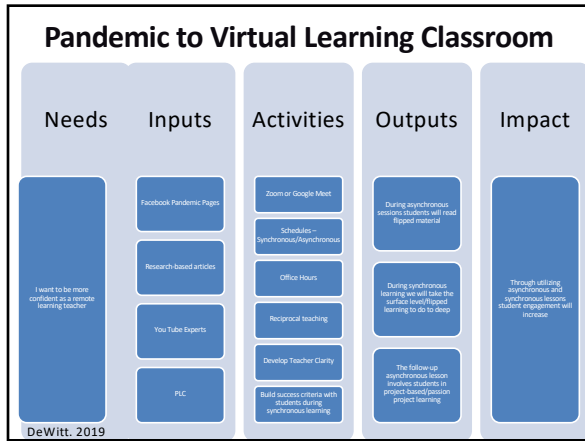 Pandemic to Virtual Learning Classroom
Needs
I want to be more
confident as a remote
learning teacher
Inputs
Facebook Pandemic Pages
Research-based articles
You Tube Experts
PLC
Activities
Zoom or Google Meet
Schedules –
Synchronous/Asynchronous
Office Hours
Reciprocal teaching
Develop Teacher Clarity
Build success criteria with
students during
synchronous learning
Outputs
During asynchronous
sessions students will read
flipped material
During synchronous
learning we will take the
surface level/flipped
learning to do to deep
The follow-up
asynchronous lesson
involves students in
project-based/passion
project learning
Impact
Through utilizing
asynchronous and
synchronous lessons
student engagement will
increase
DeWitt. 2019